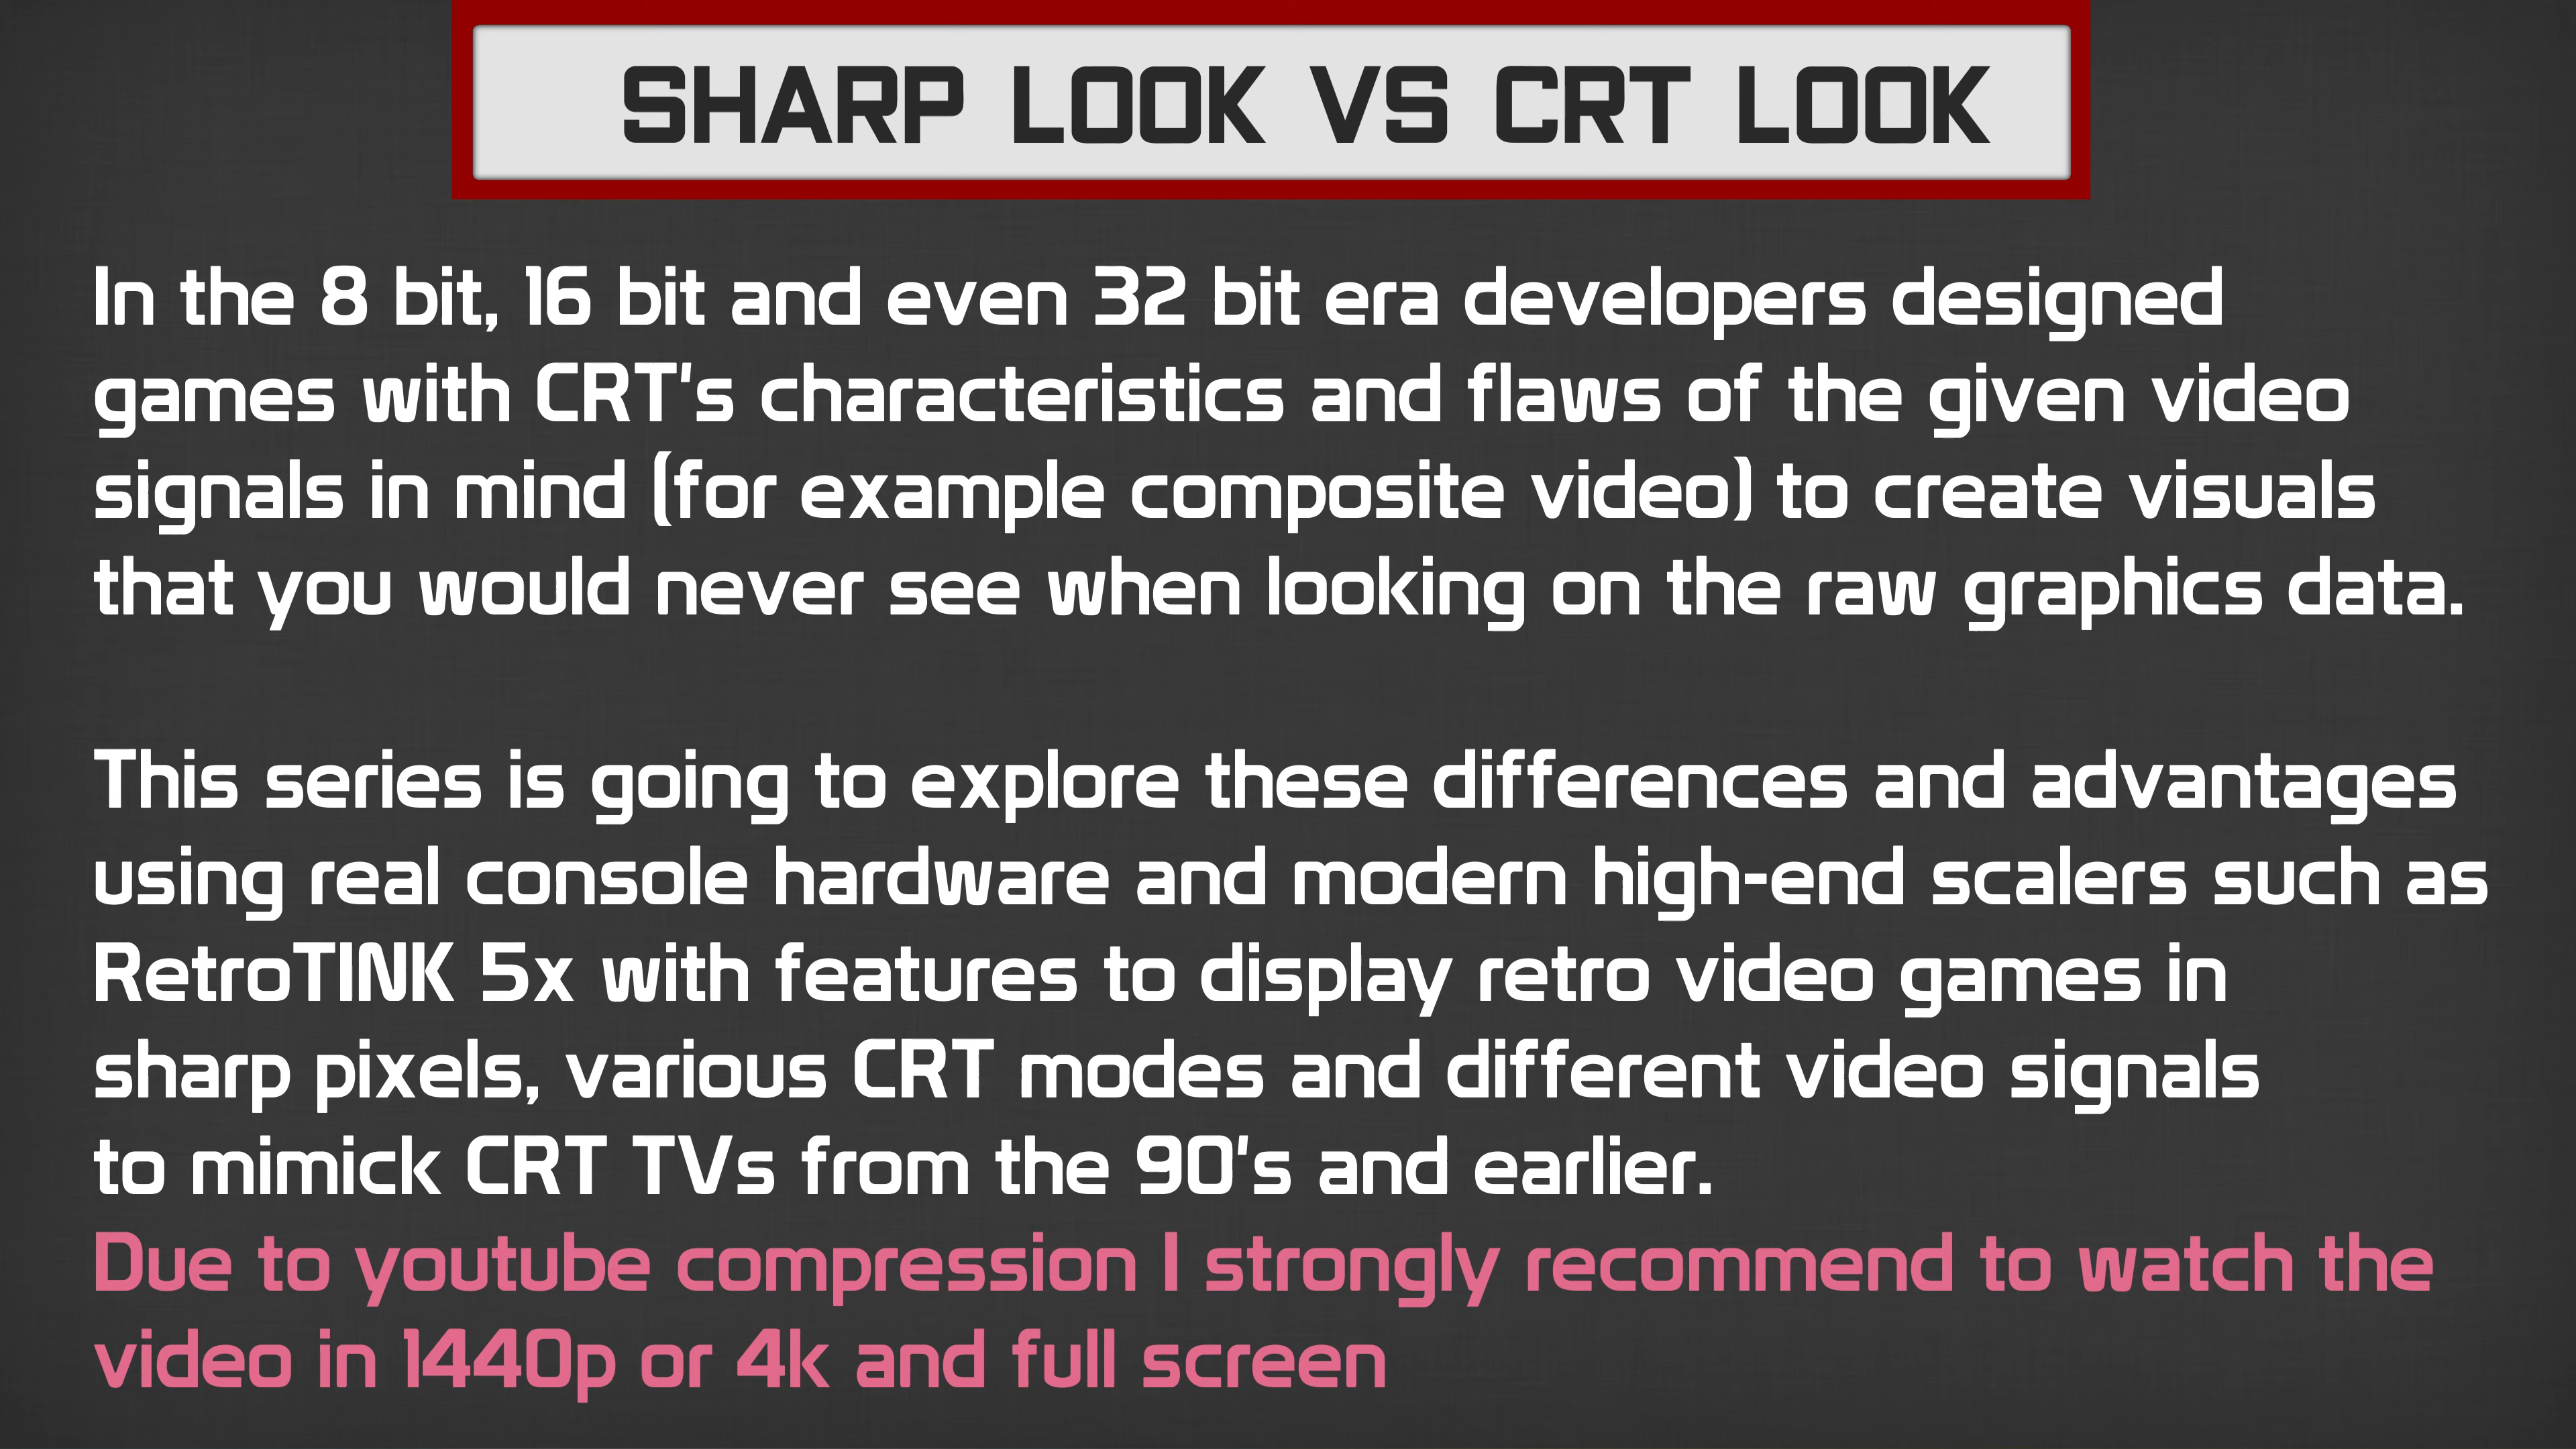 SHARP LOOK VS CRT LOOK
In the 8 bit, 16 bit and even 32 bit era developers designed
games with CRT's characteristics and flaws of the given video
signals in mind (for example composite video) to create visuals
that you would never see when looking on the raw graphics data.
This series is going to explore these differences and advantages
using real console hardware and modern high-end scalers such as
RetroTINK 5x with features to display retro video games in
sharp pixels, various CRT modes and different video signals
to mimick CRT TVs from the 90's and earlier.
Due to youtube compression I strongly recommend to watch the
video in 1440p or 4k and full screen